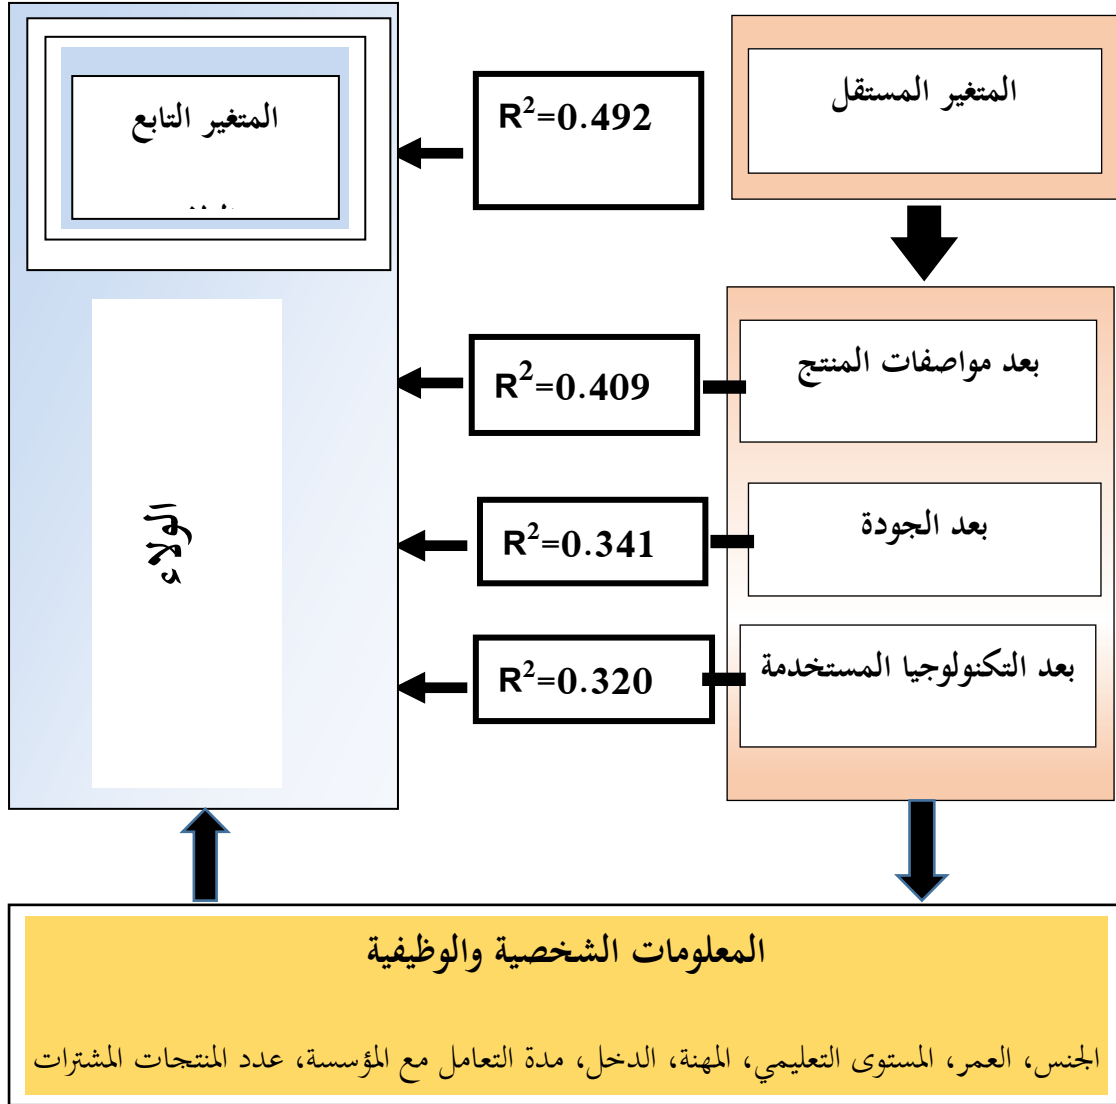 المتغير المستقل
R²=0.492
المتغير التابع
بعد مواصفات المنتج
R²=0.409
بعد الجودة
R²=0.341
بعد التكنولوجيا المستخدمة
R²=0.320
الولاء
المعلومات الشخصية والوظيفية
الجنس، العمر، المستوى التعليمي، المهنة، الدخل، مدة التعامل مع المؤسسة، عدد المنتجات المشترات